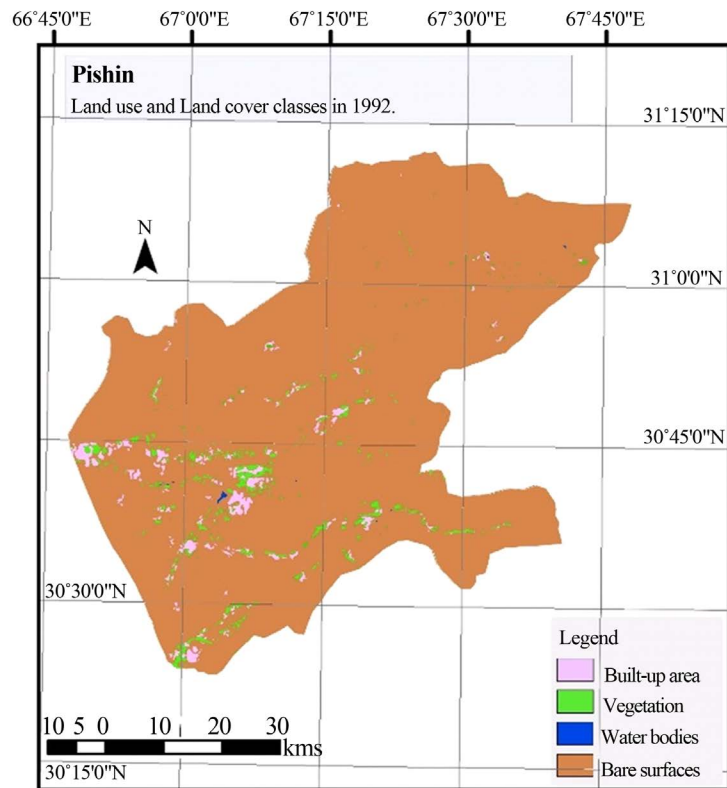 66˚45'0"E 67˚0'0"E 67˚15'0"E 67˚30'0"E 67˚45'0"E
Pishin
Land use and Land cover classes in 1992.
31˚15'0"N
N
31˚0'0"N
30˚45'0"N
30˚30'0"N
Legend
Built-up area
Vegetation
Water bodies
Bare surfaces
10 5 0 10 20 30
kms
30˚15'0"N